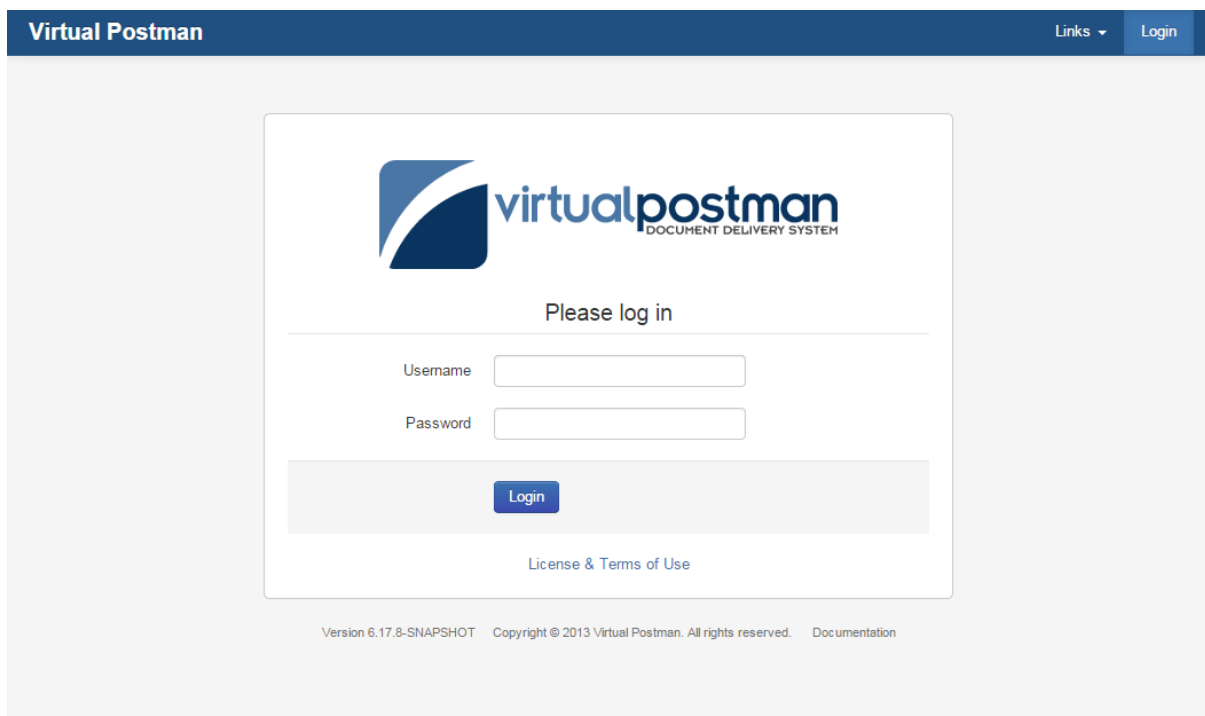 Virtual Postman Links Login
virtualpostman
DOCUMENT DELIVERY SYSTEM
Please log in
Username
Password
Login
License & Terms of Use
Version 6.17.8-SNAPSHOT Copyright © 2013 Virtual Postman. All rights reserved. Documentation